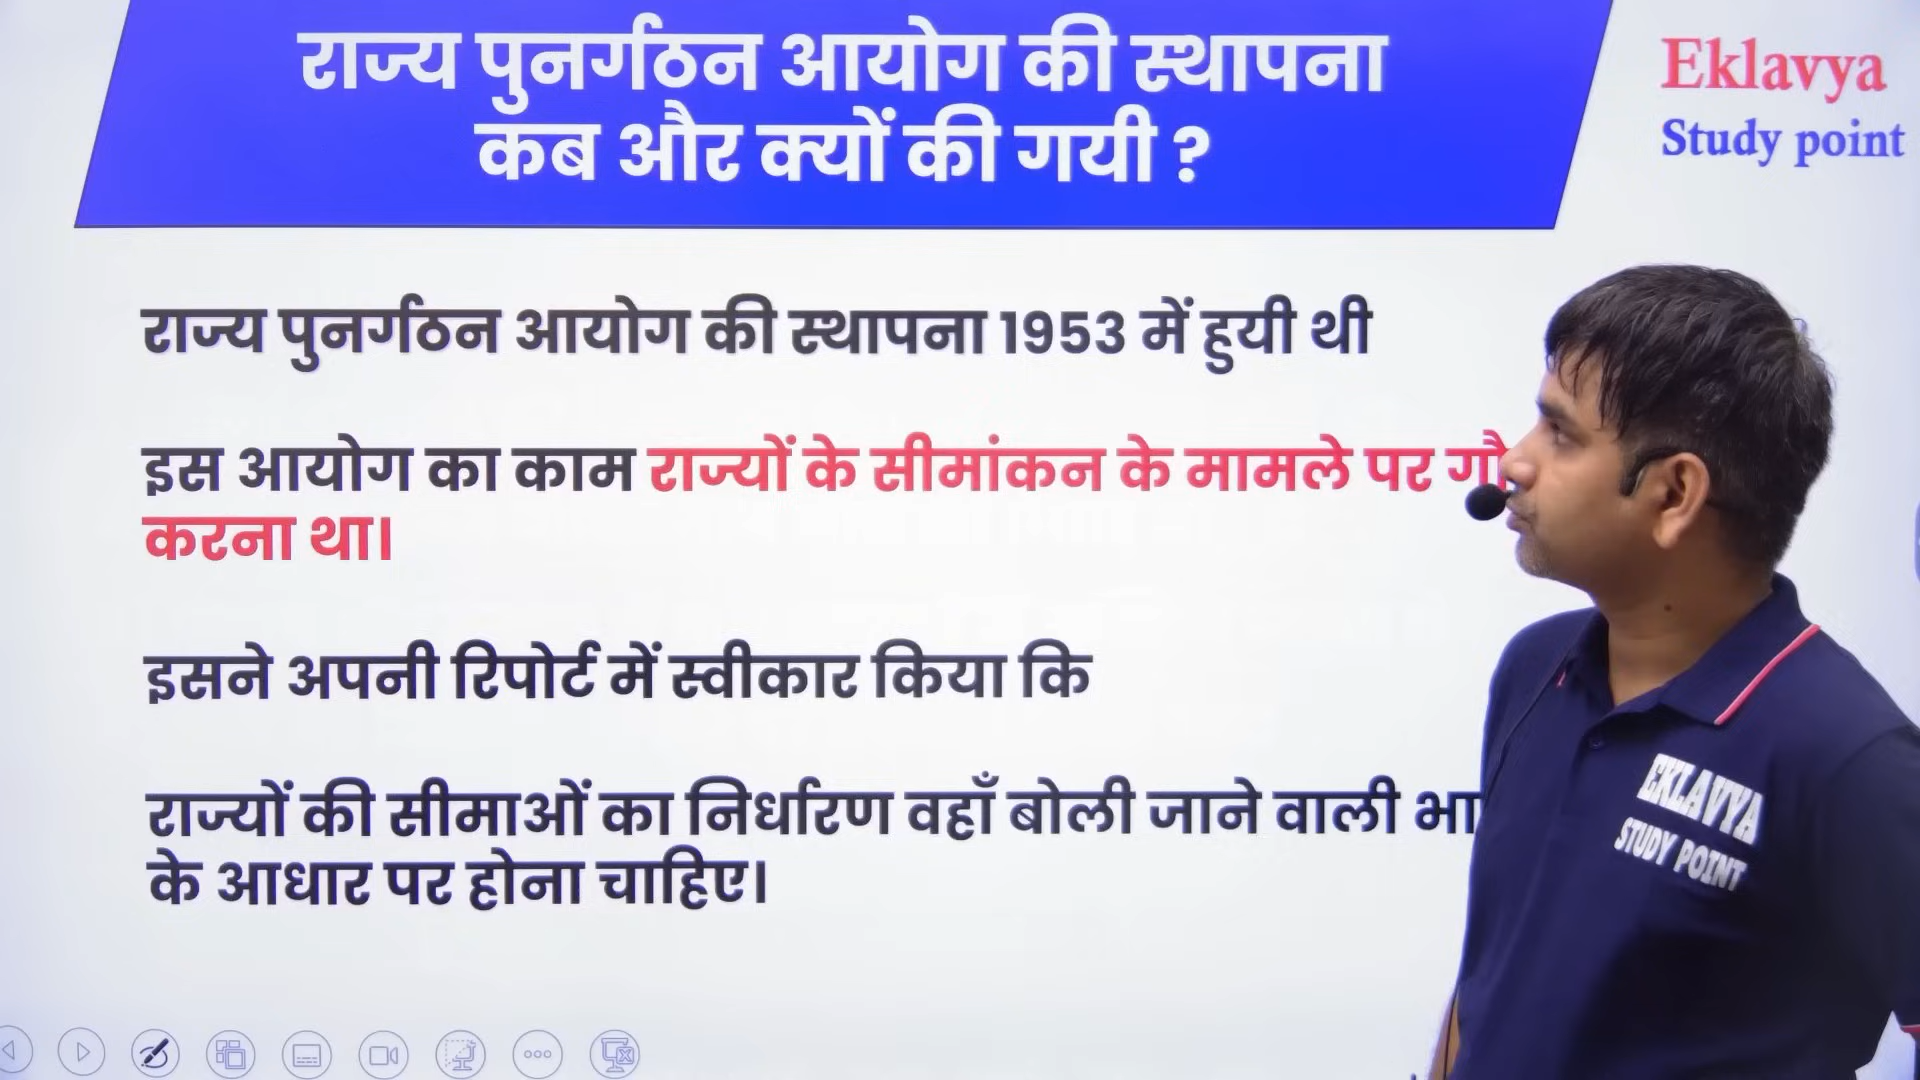 राज्य पुनर्गठन आयोग की स्थापना
कब और क्यों की गयी ?
Eklavya
Study point
राज्य पुनर्गठन आयोग की स्थापना 1953 में हुयी थी
इस आयोग का काम राज्यों के सीमांकन के मामले पर
करना था।
इसने अपनी रिपोर्ट में स्वीकार किया कि
राज्यों की सीमाओं का निर्धारण वहाँ बोली जाने वाली
के आधार पर होना चाहिए।
EKLAVYA
STUDY POINT